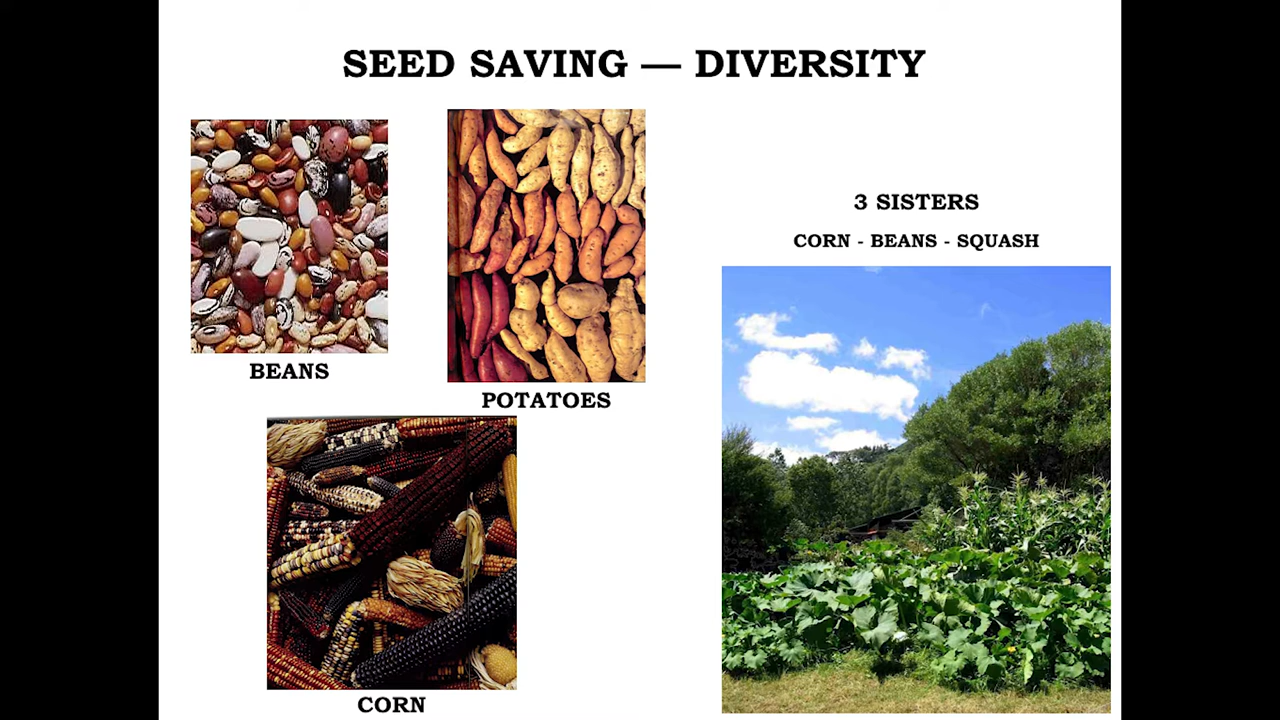 SEED SAVING — DIVERSITY
BEANS
POTATOES
CORN
3 SISTERS
CORN - BEANS - SQUASH